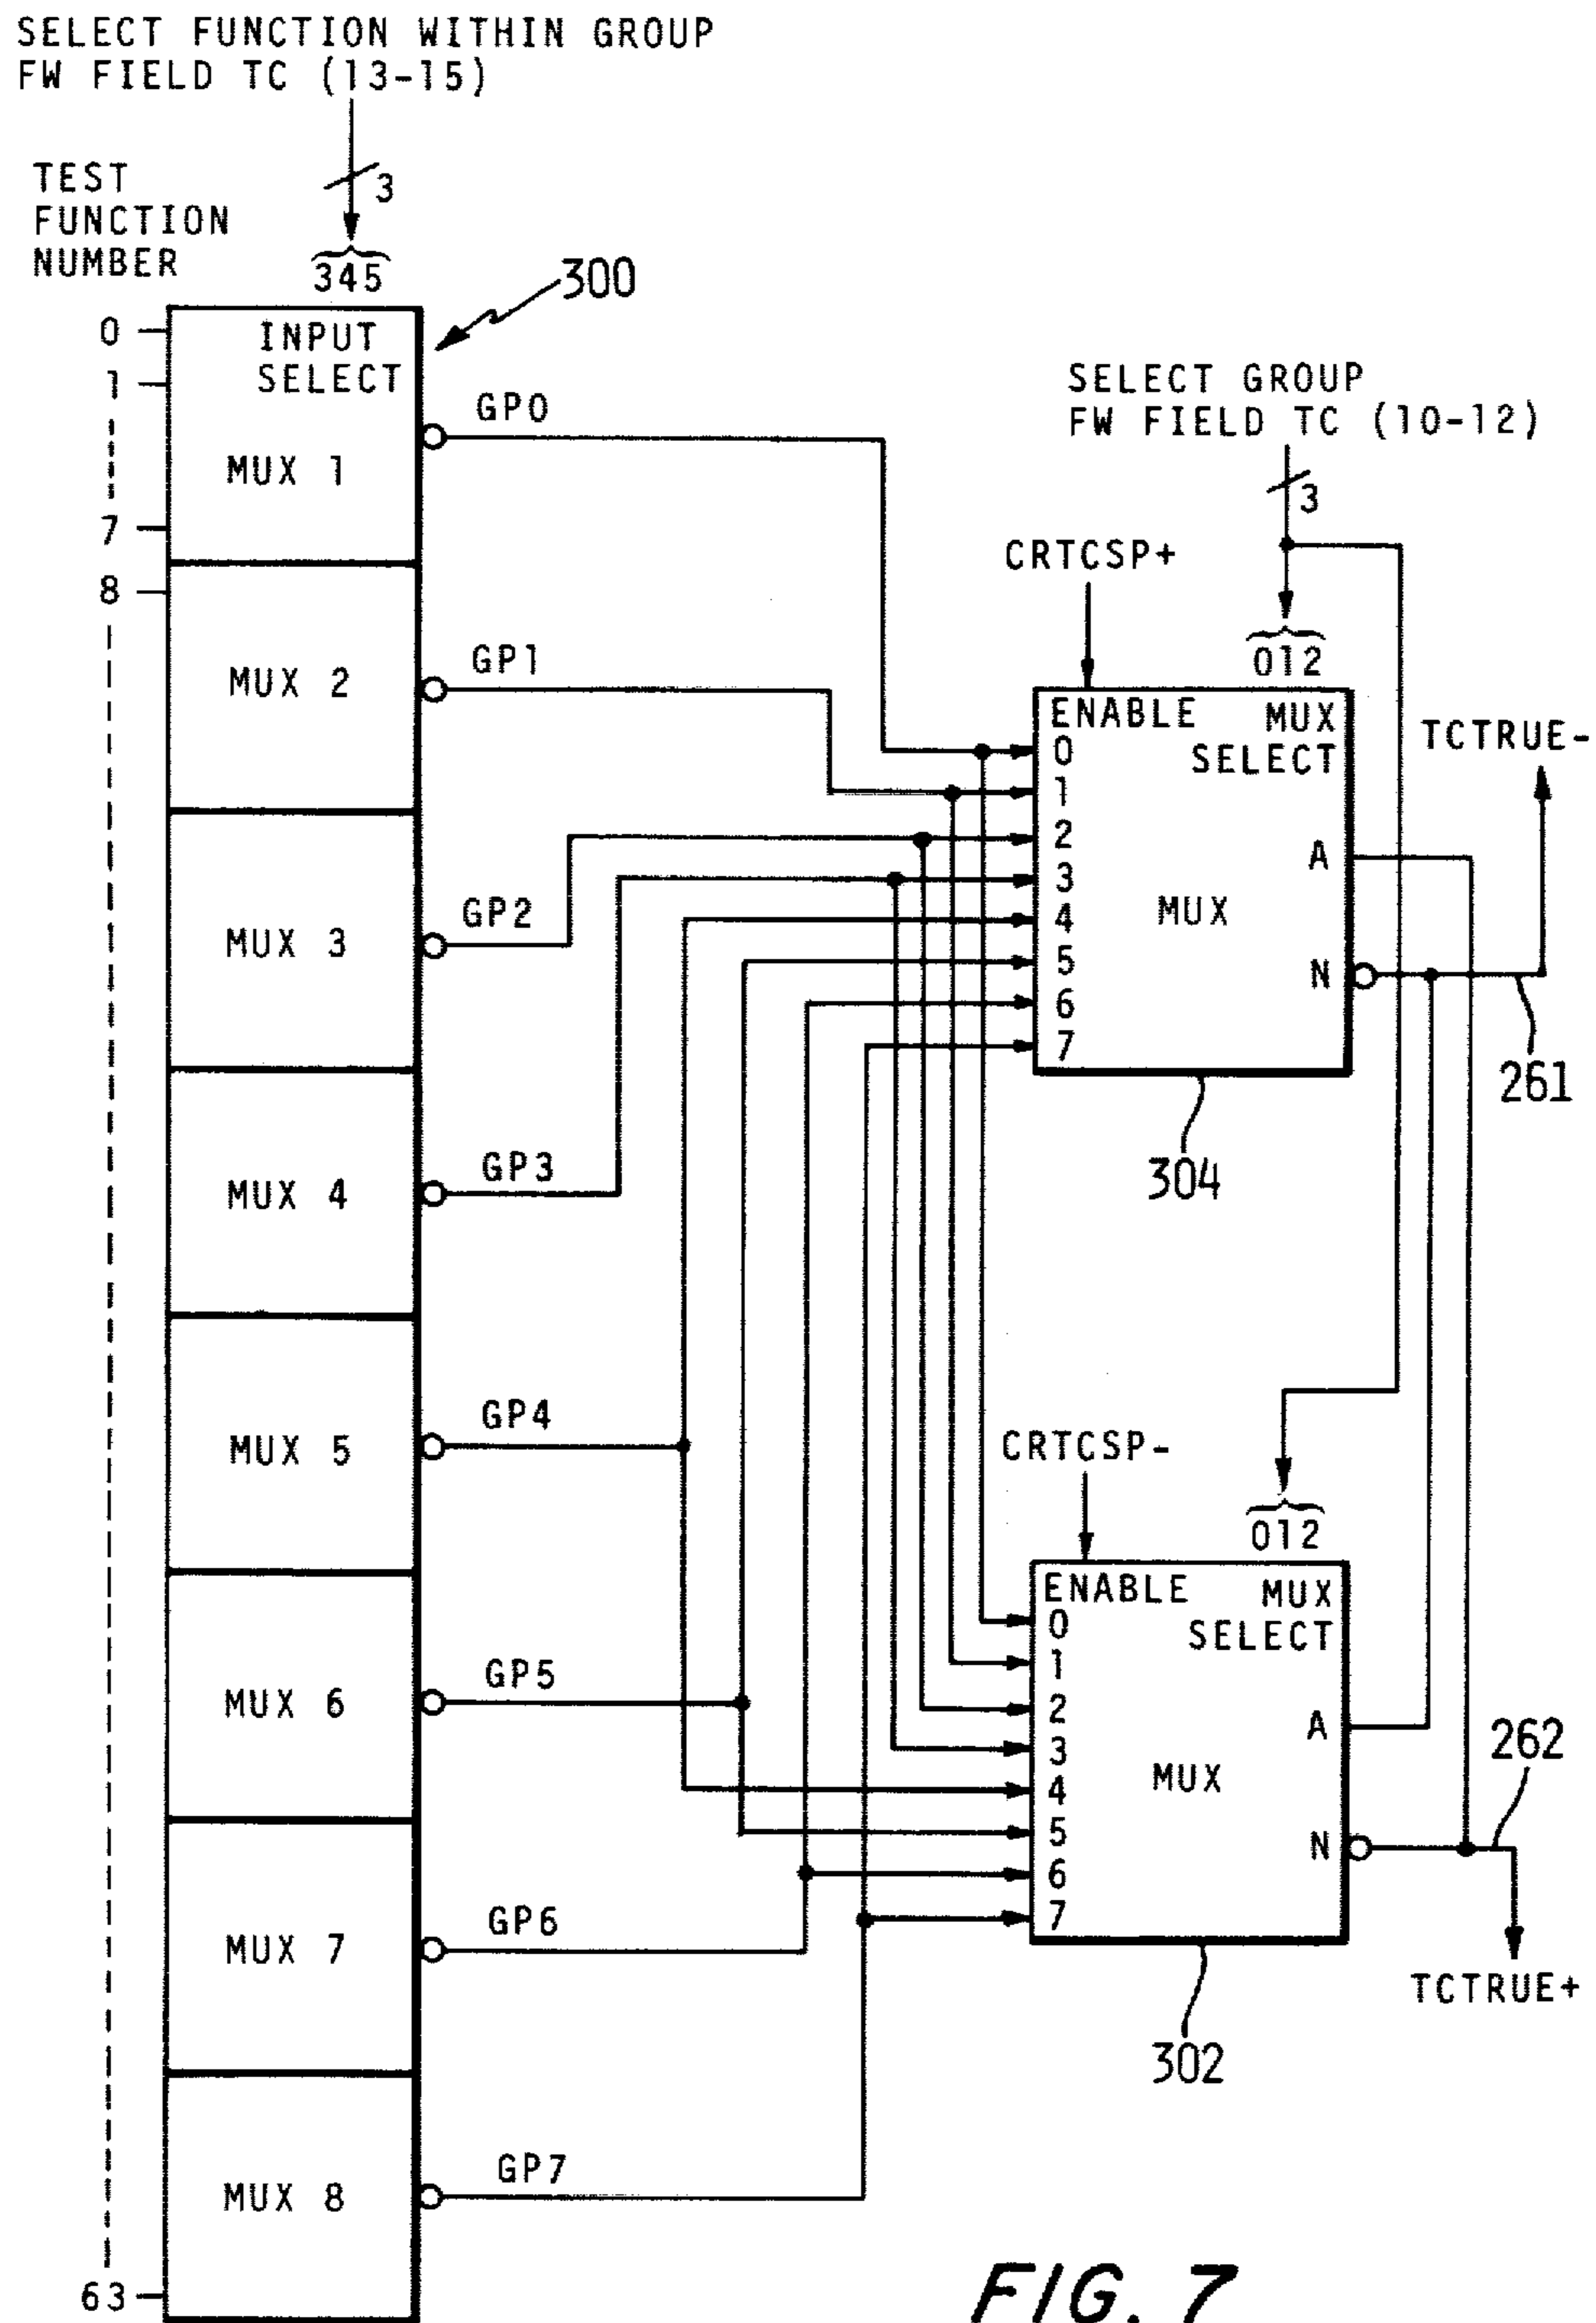 SELECT FUNCTION WITHIN GROUP
FW FIELD TC (13-15)
3
TEST
FUNCTION
NUMBER
345
300
0
1
7
8
63
INPUT
SELECT
MUX 1
MUX 2
MUX 3
MUX 4
MUX 5
MUX 6
MUX 7
MUX 8
GP0
GP1
GP2
GP3
GP4
GP5
GP6
GP7
SELECT GROUP
FW FIELD TC (10-12)
3
CRTCSP+
012
ENABLE
MUX
SELECT
0
1
2
3
4
5
6
7
MUX
A
N
TCTRUE-
261
304
CRTCSP-
012
ENABLE
MUX
SELECT
0
1
2
3
4
5
6
7
MUX
A
N
262
TCTRUE+
302
FIG. 7